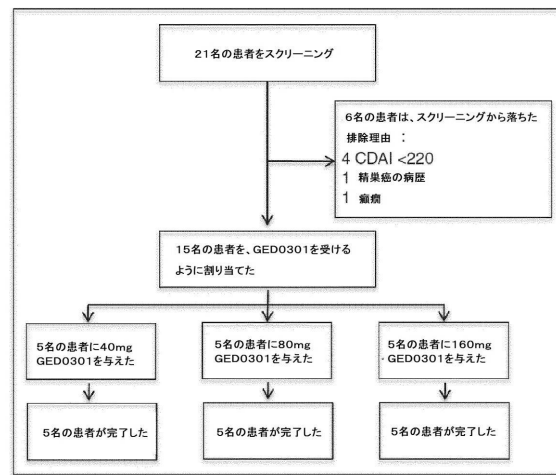 21名の患者をスクリーニング
6名の患者は、スクリーニングから落ちた
排除理由 :
4 CDAI <220
1 精巣癌の病歴
1 癲癇
15名の患者を、GED0301を受ける
ように割り当てた
5名の患者に40mg
GED0301を与えた
5名の患者に80mg
GED0301を与えた
5名の患者に160mg
GED0301を与えた
5名の患者が完了した
5名の患者が完了した
5名の患者が完了した